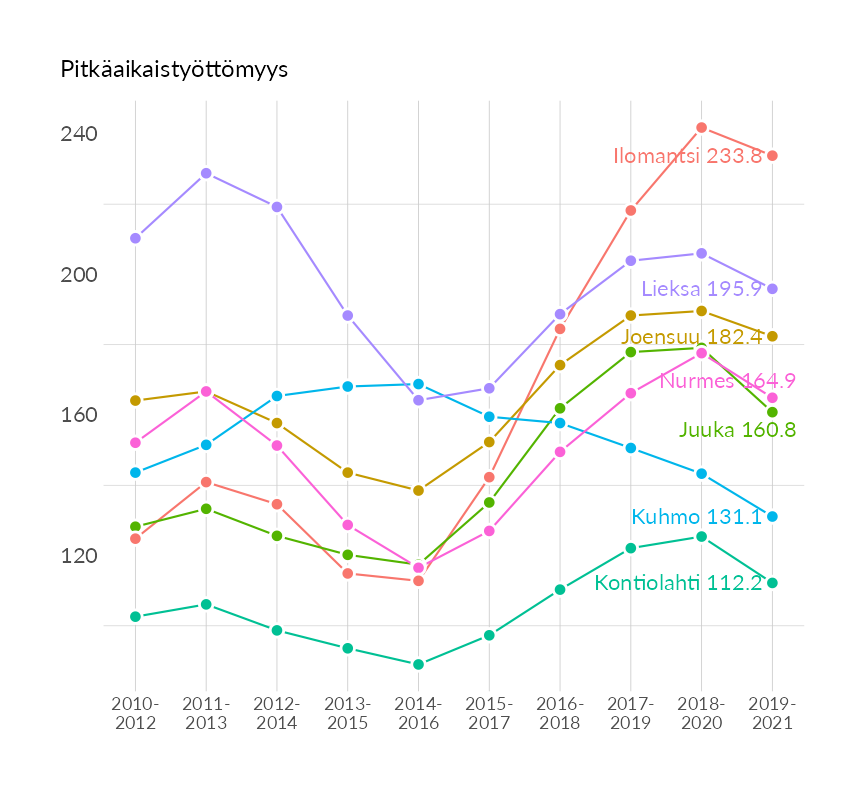 Pitkäaikaistyöttömyys
240
200
160
120
Ilomantsi 233.8
Lieksa 195.9
Joensuu 182.4
Nurmes 164.9
Juuka 160.8
Kuhmo 131.1
Kontiolahti 112.2
2010- 2011- 2012- 2013- 2014- 2015- 2016- 2017- 2018- 2019-
2012 2013 2014 2015 2016 2017 2018 2019 2020 2021